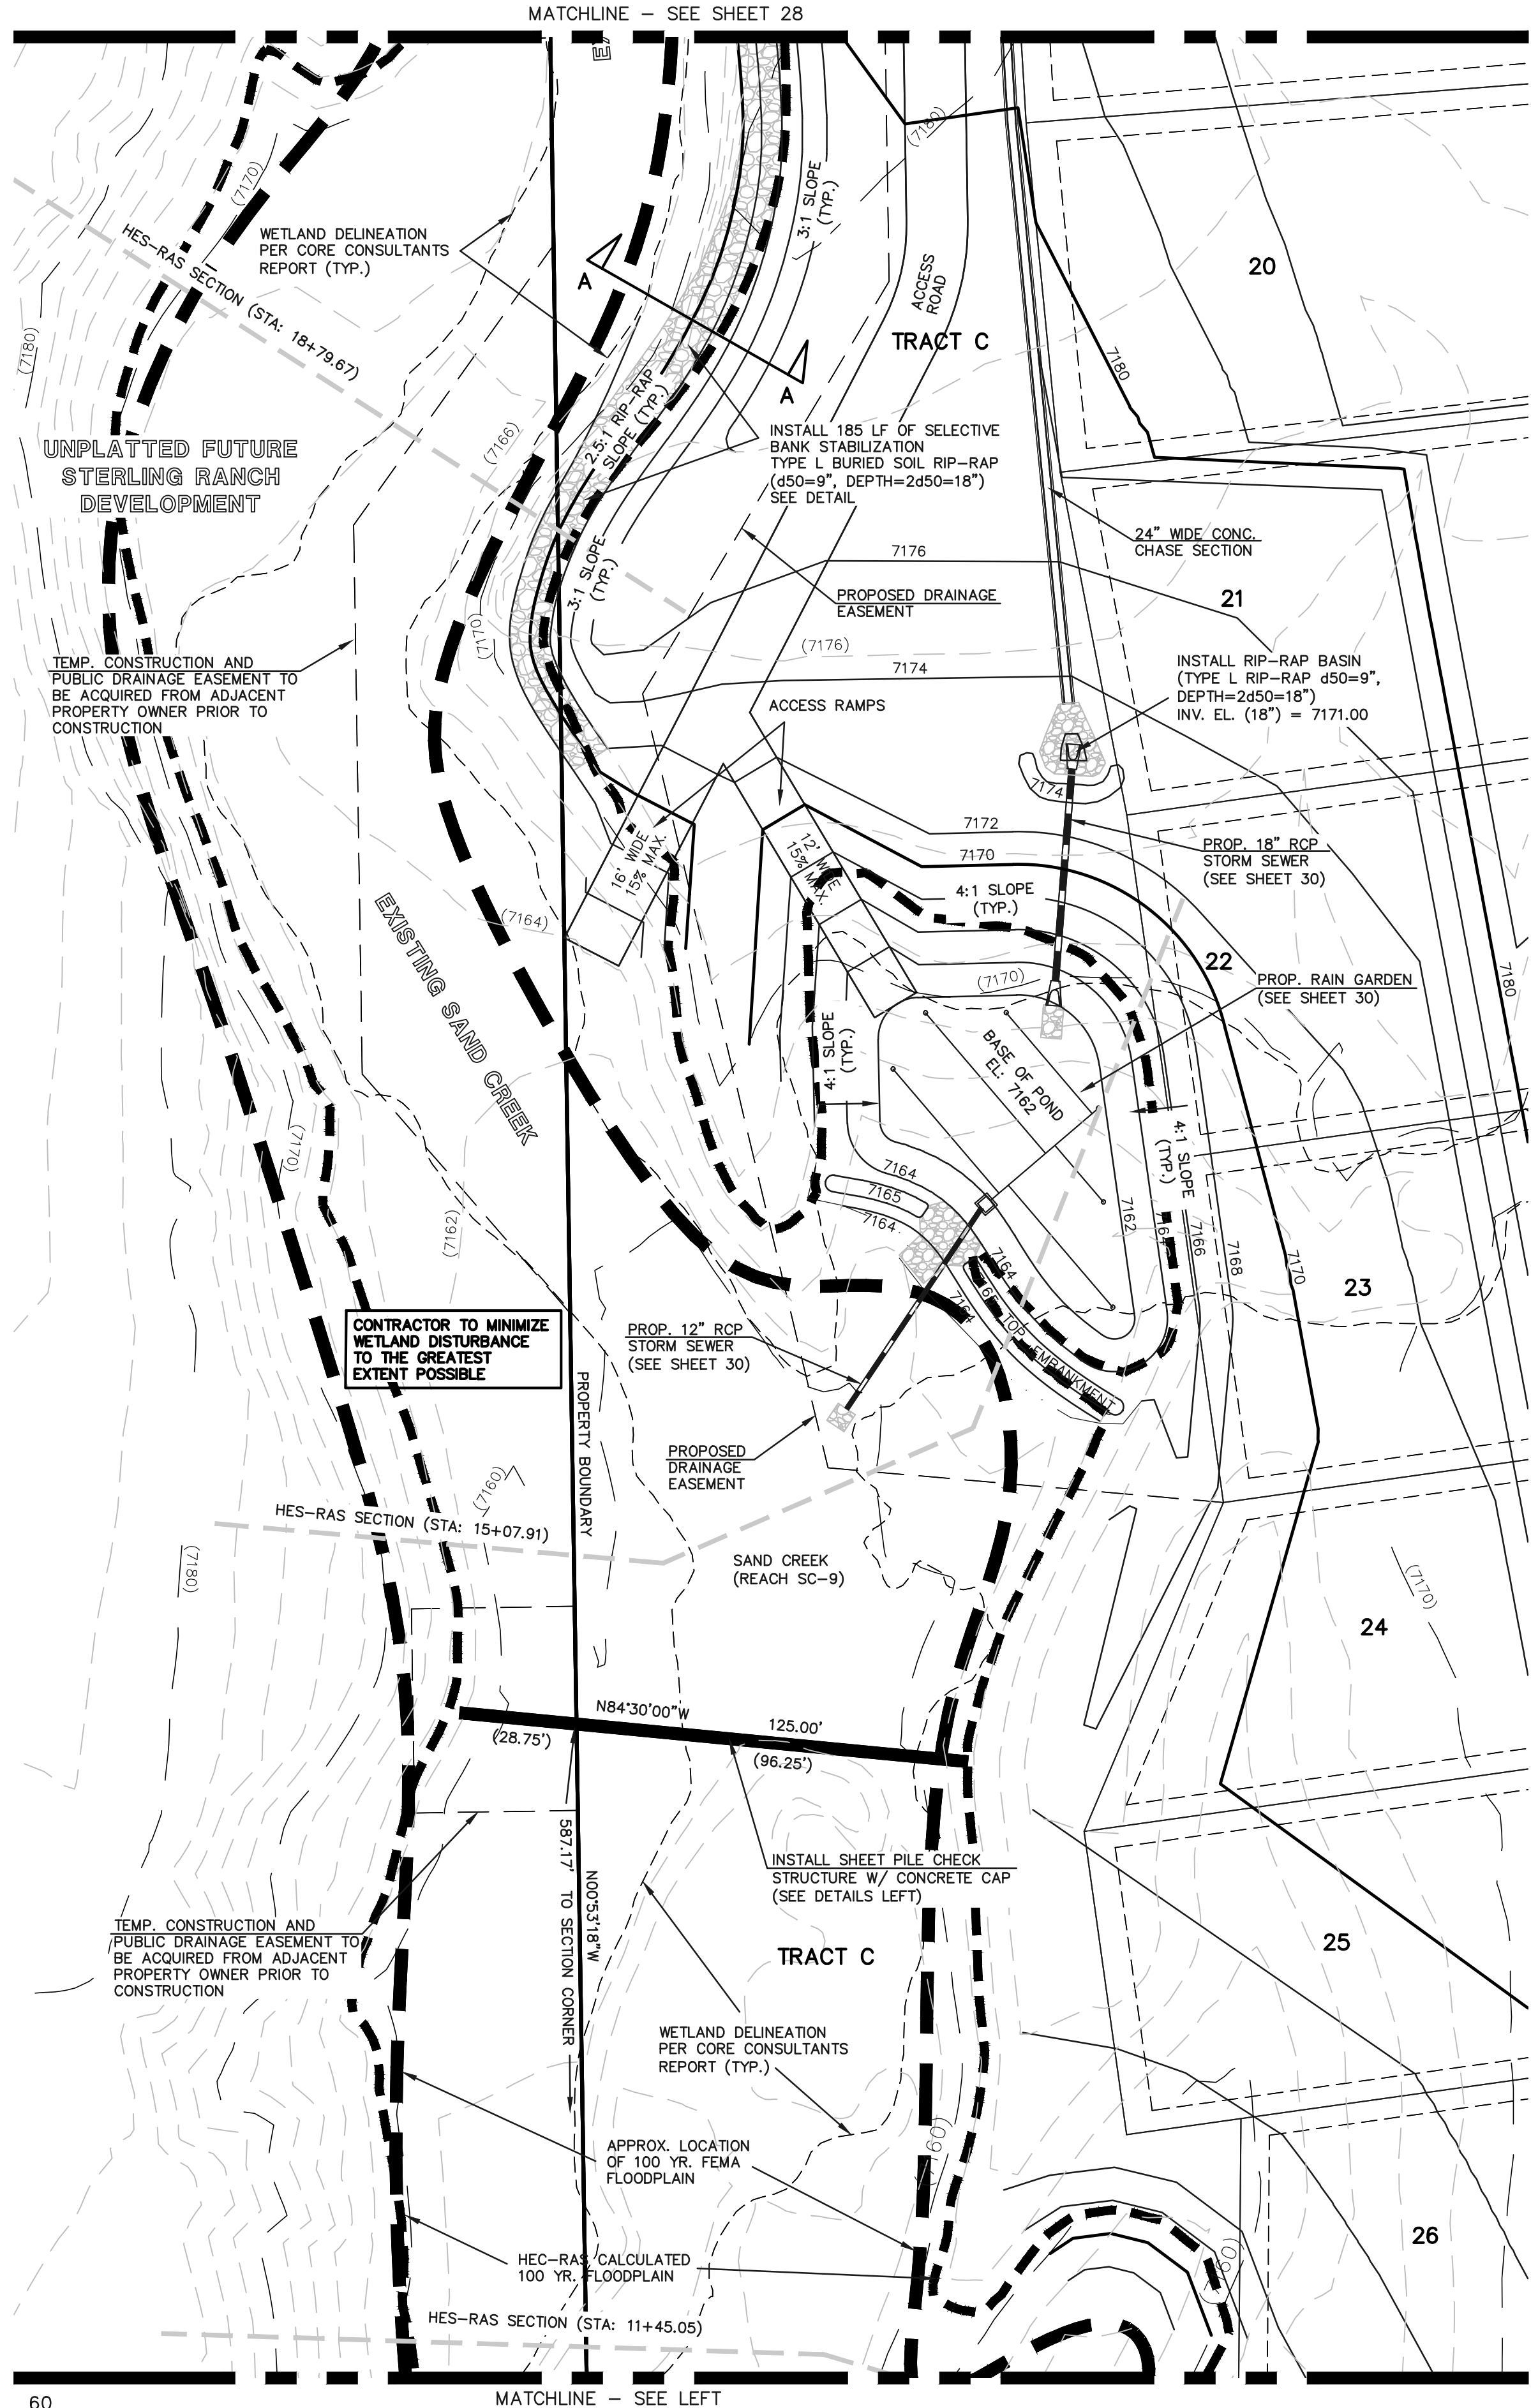 MATCHLINE – SEE SHEET 28
(7180)
(7170)
3:1 SLOPE
(TYP.)
WETLAND DELINEATION
PER CORE CONSULTANTS
REPORT (TYP.)
HES-RAS SECTION (STA: 18+79.67)
A
A
ACCESS
ROAD
20
TRACT C
(7180)
7180
2.5:1 RIP-RAP
SLOPE (TYP.)
(7166)
UNPLATTED FUTURE
STERLING RANCH
DEVELOPMENT
INSTALL 185 LF OF SELECTIVE
BANK STABILIZATION
TYPE L BURIED SOIL RIP-RAP
(d50=9", DEPTH=2d50=18")
SEE DETAIL
24" WIDE CONC.
CHASE SECTION
7176
3:1 SLOPE
(TYP.)
PROPOSED DRAINAGE
EASEMENT
21
(7170)
(7176)
7174
TEMP. CONSTRUCTION AND
PUBLIC DRAINAGE EASEMENT TO
BE ACQUIRED FROM ADJACENT
PROPERTY OWNER PRIOR TO
CONSTRUCTION
INSTALL RIP-RAP BASIN
(TYPE L RIP-RAP d50=9",
DEPTH=2d50=18")
INV. EL. (18") = 7171.00
ACCESS RAMPS
7174
7172
7170
16' WIDE
15% MAX.
12' WIDE
15% MAX.
PROP. 18" RCP
STORM SEWER
(SEE SHEET 30)
4:1 SLOPE
(TYP.)
(7164)
EXISTING SAND CREEK
22
(7170)
7180
PROP. RAIN GARDEN
(SEE SHEET 30)
4:1 SLOPE
(TYP.)
BASE OF POND
EL: 7162
4:1 SLOPE
(TYP.)
(7170)
7164
7165
7164
(7162)
7162
7164
7166
7168
7170
7164
7164
6' TOP EMBANKMENT
23
CONTRACTOR TO MINIMIZE
WETLAND DISTURBANCE
TO THE GREATEST
EXTENT POSSIBLE
PROP. 12" RCP
STORM SEWER
(SEE SHEET 30)
PROPERTY BOUNDARY
PROPOSED
DRAINAGE
EASEMENT
(7160)
HES-RAS SECTION (STA: 15+07.91)
(7180)
SAND CREEK
(REACH SC-9)
(7170)
24
N84°30'00"W
125.00'
(28.75')
(96.25')
587.17' TO SECTION CORNER
N00°53'18"W
INSTALL SHEET PILE CHECK
STRUCTURE W/ CONCRETE CAP
(SEE DETAILS LEFT)
TEMP. CONSTRUCTION AND
PUBLIC DRAINAGE EASEMENT TO
BE ACQUIRED FROM ADJACENT
PROPERTY OWNER PRIOR TO
CONSTRUCTION
25
TRACT C
WETLAND DELINEATION
PER CORE CONSULTANTS
REPORT (TYP.)
APPROX. LOCATION
OF 100 YR. FEMA
FLOODPLAIN
26
HEC-RAS CALCULATED
100 YR. FLOODPLAIN
HES-RAS SECTION (STA: 11+45.05)
MATCHLINE – SEE LEFT
60